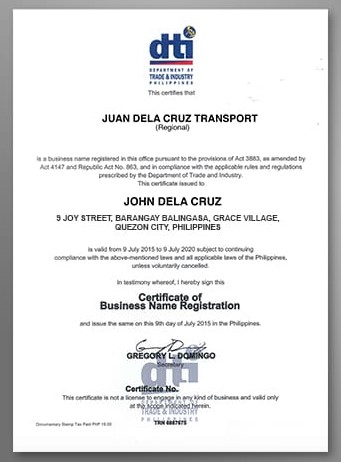 dti
DEPARTMENT OF
TRADE & INDUSTRY
PHILIPPINES
This certifies that
JUAN DELA CRUZ TRANSPORT
(Regional)
is a business name registered in this office pursuant to the provisions of Act 3883, as amended by
Act 4147 and Republic Act No. 863, and in compliance with the applicable rules and regulations
prescribed by the Department of Trade and Industry.
This certificate issued to
JOHN DELA CRUZ
9 JOY STREET, BARANGAY BALINGASA, GRACE VILLAGE,
QUEZON CITY, PHILIPPINES
is valid from 9 July 2015 to 9 July 2020 subject to continuing
compliance with the above-mentioned laws and all applicable laws of the Philippines,
unless voluntarily cancelled.
In testimony whereof, I hereby sign this
Certificate of
Business Name Registration
and issue the same on this 9th day of July 2015 in the Philippines.
GREGORY L. DOMINGO
Secretary
dti
Certificate No.
This certificate is not a license to engage in any kind of business and valid only
at the scope indicated herein.
DEPARTMENT OF
TRADE & INDUSTRY
PHILIPPINES
Documentary Stamp Tax Paid PHP
TRN